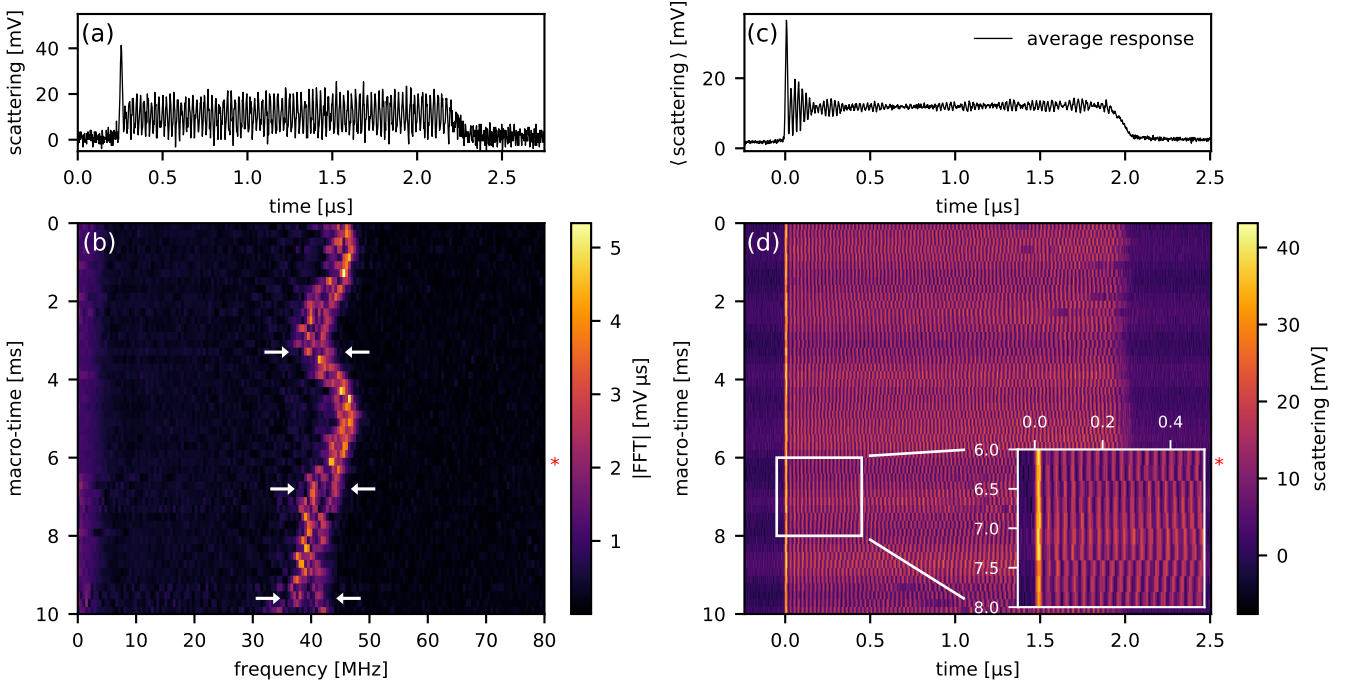 (a)
scattering [mV]
40
20
0
0.0 0.5 1.0 1.5 2.0 2.5
time [µs]
(c)
average response
⟨ scattering ⟩ [mV]
20
0
0.0 0.5 1.0 1.5 2.0 2.5
time [µs]
(b)
macro-time [ms]
0
2
4
6
8
10
0 10 20 30 40 50 60 70 80
frequency [MHz]
*
5
4
3
2
1
|FFT| [mV µs]
(d)
macro-time [ms]
0
2
4
6
8
10
0.0 0.5 1.0 1.5 2.0 2.5
time [µs]
0.0 0.2 0.4
6.0
6.5
7.0
7.5
8.0
*
40
30
20
10
0
scattering [mV]